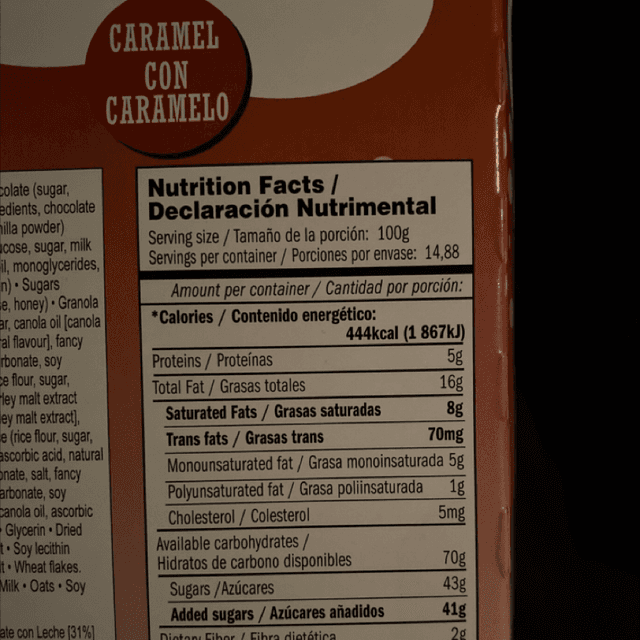 CARAMEL
CON
CARAMELO
colate (sugar,
edients, chocolate
illa powder)
ucose, sugar, milk
il, monoglycerides,
n) • Sugars
e, honey) • Granola
ar, canola oil [canola
al flavour], fancy
rbonate, soy
ce flour, sugar,
ley malt extract
ley malt extract],
e (rice flour, sugar,
ascorbic acid, natural
onate, salt, fancy
arbonate, soy
canola oil, ascorbic
• Glycerin • Dried
t • Soy lecithin
t • Wheat flakes.
Milk • Oats • Soy
ate con Leche [31%]
Nutrition Facts /
Declaración Nutrimental
Serving size / Tamaño de la porción: 100g
Servings per container / Porciones por envase: 14,88
Amount per container / Cantidad por porción:
*Calories / Contenido energético:
444kcal (1 867kJ)
Proteins / Proteínas 5g
Total Fat / Grasas totales 16g
Saturated Fats / Grasas saturadas 8g
Trans fats / Grasas trans 70mg
Monounsaturated fat / Grasa monoinsaturada 5g
Polyunsaturated fat / Grasa poliinsaturada 1g
Cholesterol / Colesterol 5mg
Available carbohydrates /
Hidratos de carbono disponibles 70g
Sugars /Azúcares 43g
Added sugars / Azúcares añadidos 41g
Dietary Fiber / Fibra dietética 2g